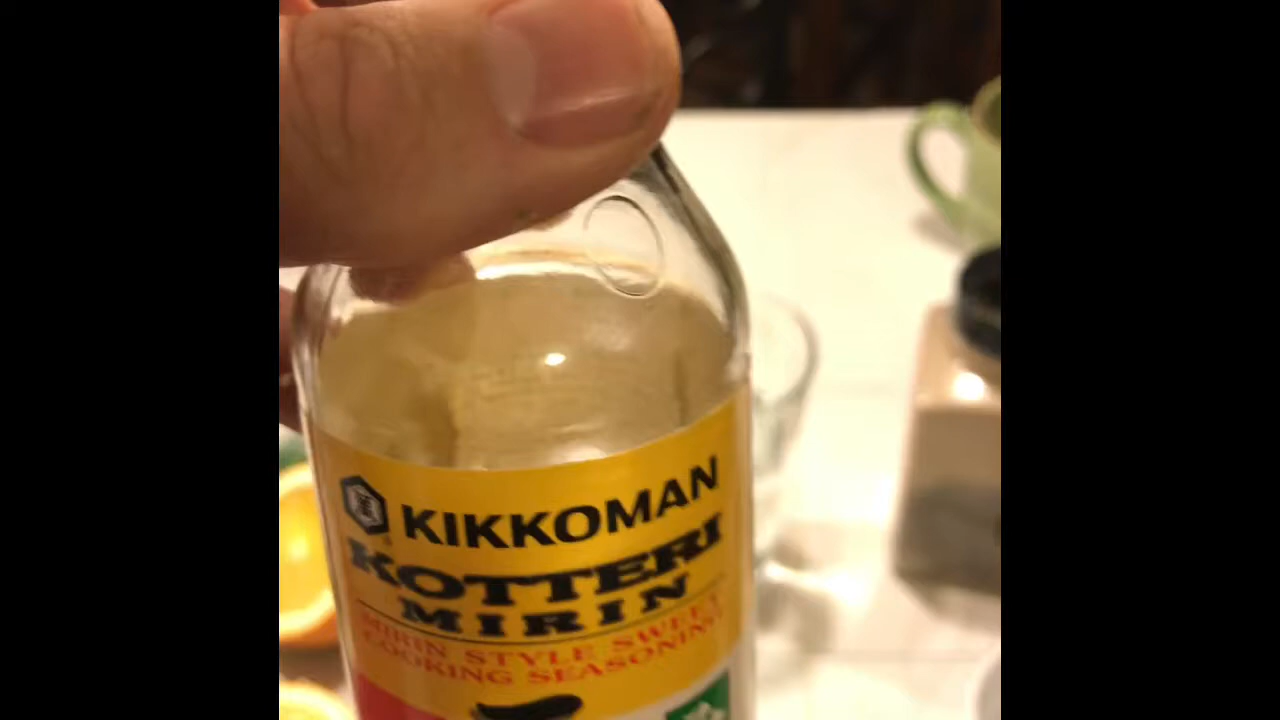 KIKKOMAN
KOTTERI
MIRIN
MIRIN STYLE SWEET
COOKING SEASONING